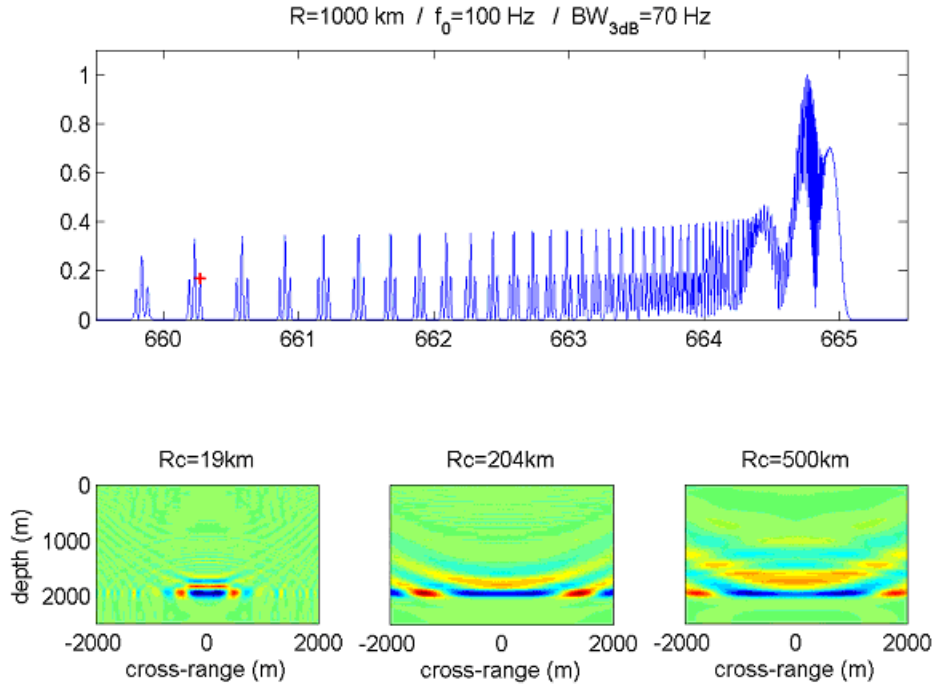 R=1000 km / f0=100 Hz / BW3dB=70 Hz
1
0.8
0.6
0.4
0.2
0
660 661 662 663 664 665
Rc=19km Rc=204km Rc=500km
0
1000
2000
depth (m)
-2000 0 2000 -2000 0 2000 -2000 0 2000
cross-range (m) cross-range (m) cross-range (m)